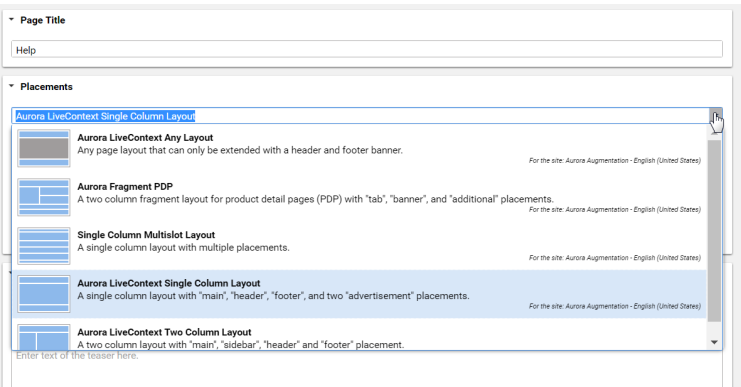 Page Title
Help
Placements
Aurora LiveContext Single Column Layout
Aurora LiveContext Any Layout
Any page layout that can only be extended with a header and footer banner.
For the site: Aurora Augmentation - English (United States)
Aurora Fragment PDP
A two column fragment layout for product detail pages (PDP) with "tab", "banner", and "additional" placements.
For the site: Aurora Augmentation - English (United States)
Single Column Multislot Layout
A single column layout with multiple placements.
For the site: Aurora Augmentation - English (United States)
Aurora LiveContext Single Column Layout
A single column layout with "main", "header", "footer", and two "advertisement" placements.
For the site: Aurora Augmentation - English (United States)
Aurora LiveContext Two Column Layout
A two column layout with "main", "sidebar", "header" and "footer" placement.
Enter text of the teaser here.